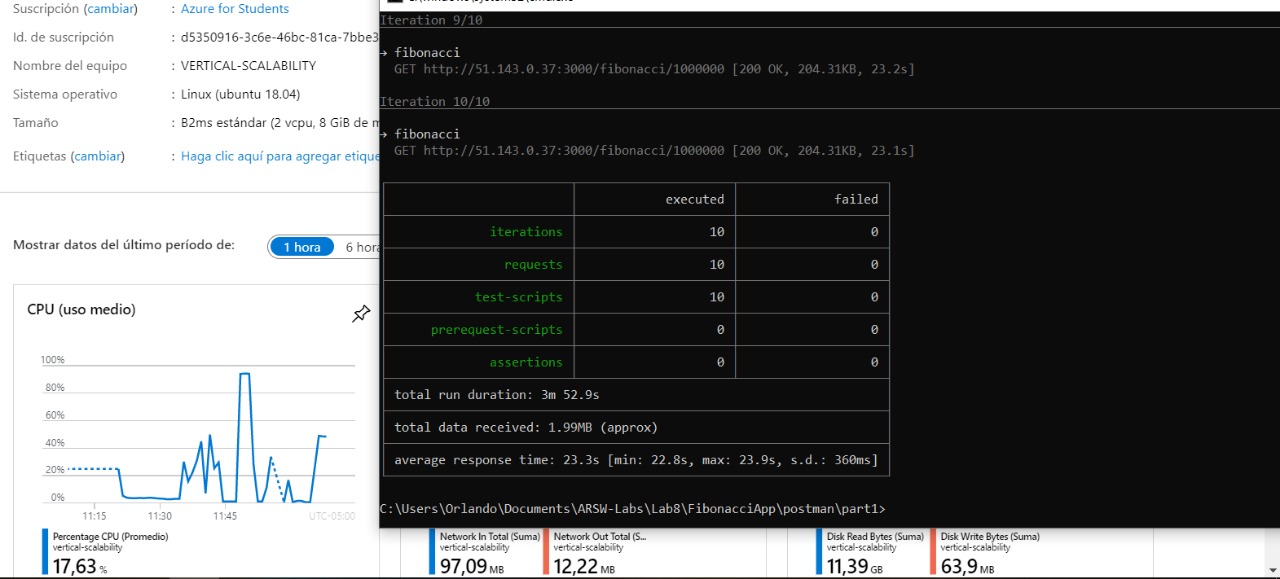 Suscripción (cambiar) : Azure for Students
Id. de suscripción : d5350916-3c6e-46bc-81ca-7bbe3
Nombre del equipo : VERTICAL-SCALABILITY
Sistema operativo : Linux (ubuntu 18.04)
Tamaño : B2ms estándar (2 vcpu, 8 GiB de m
Etiquetas (cambiar) : Haga clic aquí para agregar etique
Mostrar datos del último período de: 1 hora 6 hora
CPU (uso medio)
100%
80%
60%
40%
20%
0%
11:15 11:30 11:45 UTC-05:00
Percentage CPU (Promedio)
vertical-scalability
17,63 %
Iteration 9/10
→ fibonacci
GET http://51.143.0.37:3000/fibonacci/1000000 [200 OK, 204.31KB, 23.2s]
Iteration 10/10
→ fibonacci
GET http://51.143.0.37:3000/fibonacci/1000000 [200 OK, 204.31KB, 23.1s]
executed failed
iterations 10 0
requests 10 0
test-scripts 10 0
prerequest-scripts 0 0
assertions 0 0
total run duration: 3m 52.9s
total data received: 1.99MB (approx)
average response time: 23.3s [min: 22.8s, max: 23.9s, s.d.: 360ms]
C:\Users\Orlando\Documents\ARSW-Labs\Lab8\FibonacciApp\postman\part1>
Network In Total (Suma)
vertical-scalability
97,09 MB
Network Out Total (S...
vertical-scalability
12,22 MB
Disk Read Bytes (Suma)
vertical-scalability
11,39 GB
Disk Write Bytes (Suma)
vertical-scalability
63,9 MB